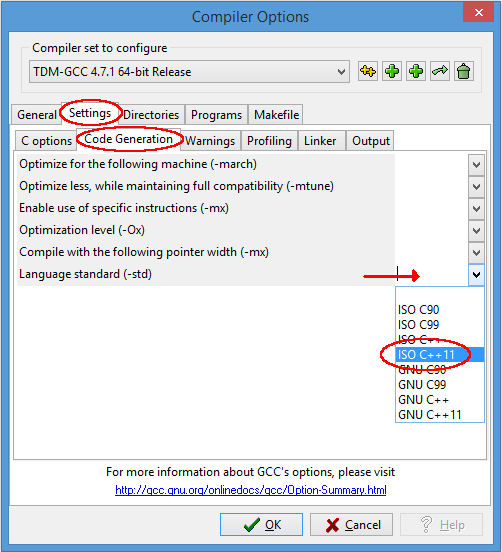 Compiler Options
Compiler set to configure
TDM-GCC 4.7.1 64-bit Release
General Settings Directories Programs Makefile
C options Code Generation Warnings Profiling Linker Output
Optimize for the following machine (-march)
Optimize less, while maintaining full compatibility (-mtune)
Enable use of specific instructions (-mx)
Optimization level (-Ox)
Compile with the following pointer width (-mx)
Language standard (-std)
ISO C90
ISO C99
ISO C++
ISO C++11
GNU C90
GNU C99
GNU C++
GNU C++11
For more information about GCC's options, please visit
http://gcc.gnu.org/onlinedocs/gcc/Option-Summary.html
OK Cancel ? Help